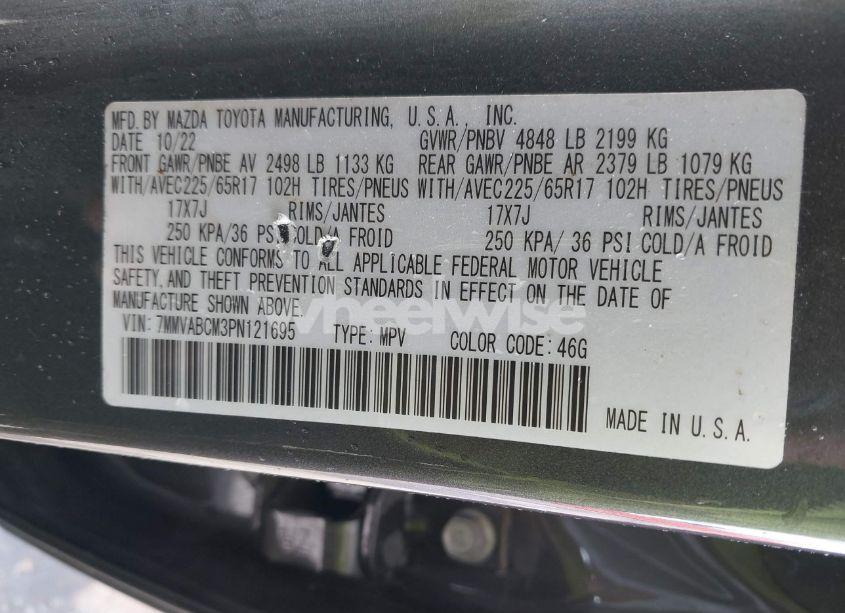 MFD. BY MAZDA TOYOTA MANUFACTURING, U.S.A., INC.
DATE 10/22 GVWR/PNBV 4848 LB 2199 KG
FRONT GAWR/PNBE AV 2498 LB 1133 KG REAR GAWR/PNBE AR 2379 LB 1079 KG
WITH/AVEC225/65R17 102H TIRES/PNEUS WITH/AVEC225/65R17 102H TIRES/PNEUS
17X7J RIMS/JANTES 17X7J RIMS/JANTES
250 KPA/36 PSI COLD/A FROID 250 KPA/ 36 PSI COLD/A FROID
THIS VEHICLE CONFORMS TO ALL APPLICABLE FEDERAL MOTOR VEHICLE
SAFETY, AND THEFT PREVENTION STANDARDS IN EFFECT ON THE DATE OF
MANUFACTURE SHOWN ABOVE.
wheelwise
VIN: 7MMVABCM3PN121695 TYPE: MPV COLOR CODE: 46G
MADE IN U.S.A.